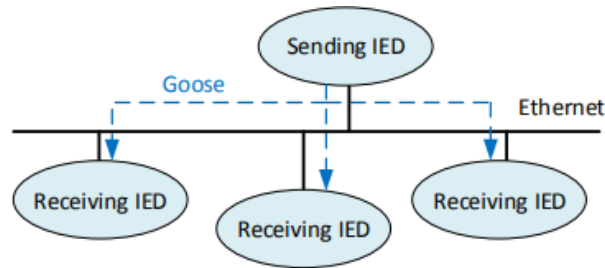 Sending IED
Goose
Ethernet
Receiving IED
Receiving IED
Receiving IED